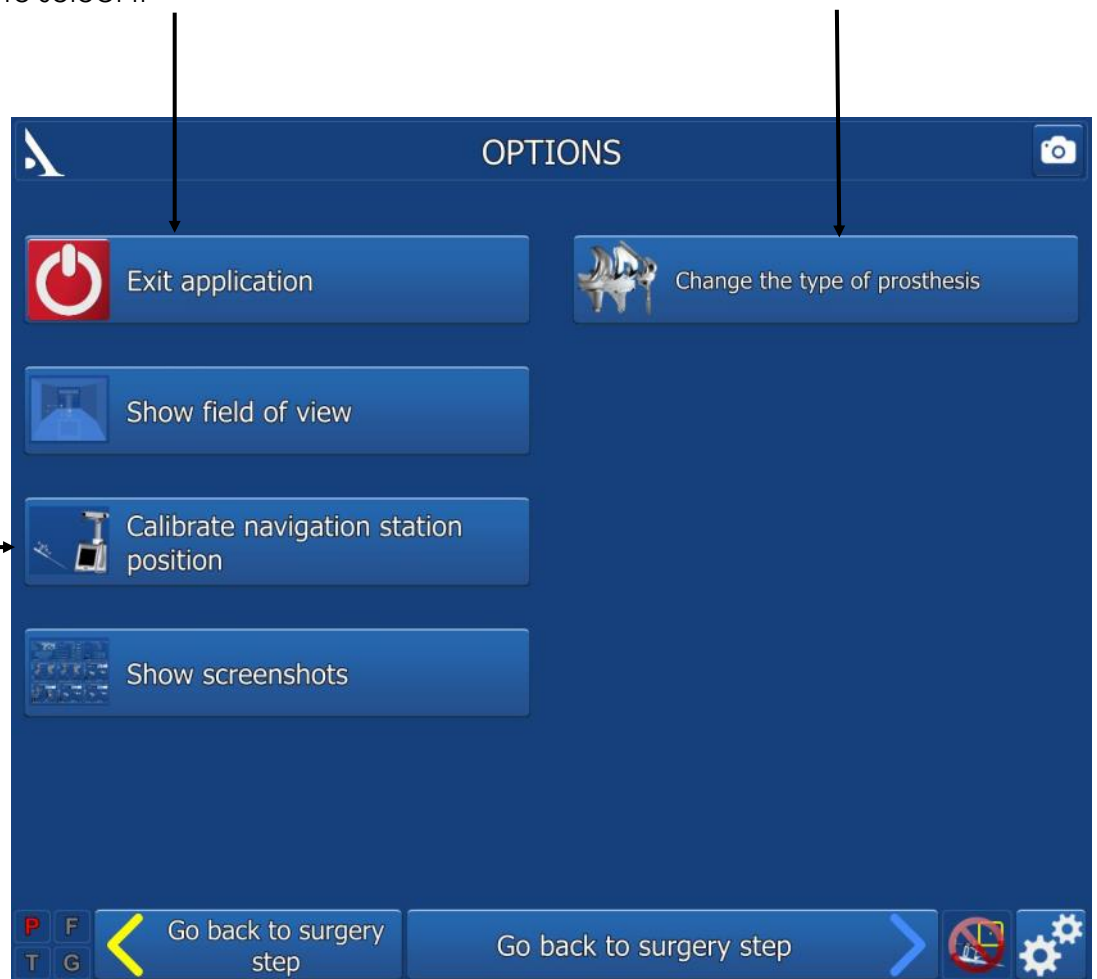 OPTIONS
Exit application
Change the type of prosthesis
Show field of view
Calibrate navigation station
position
Show screenshots
P F
T G
Go back to surgery
step
Go back to surgery step